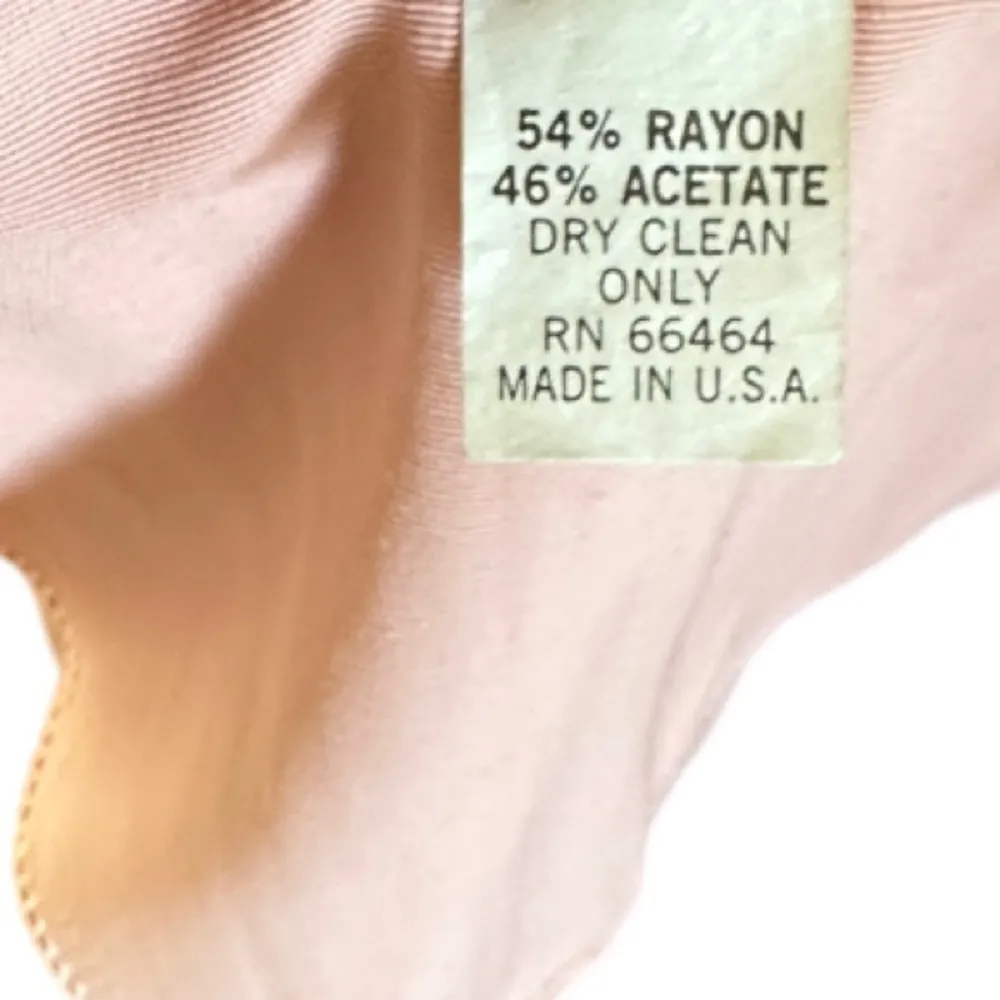 54% RAYON
46% ACETATE
DRY CLEAN
ONLY
RN 66464
MADE IN U.S.A.